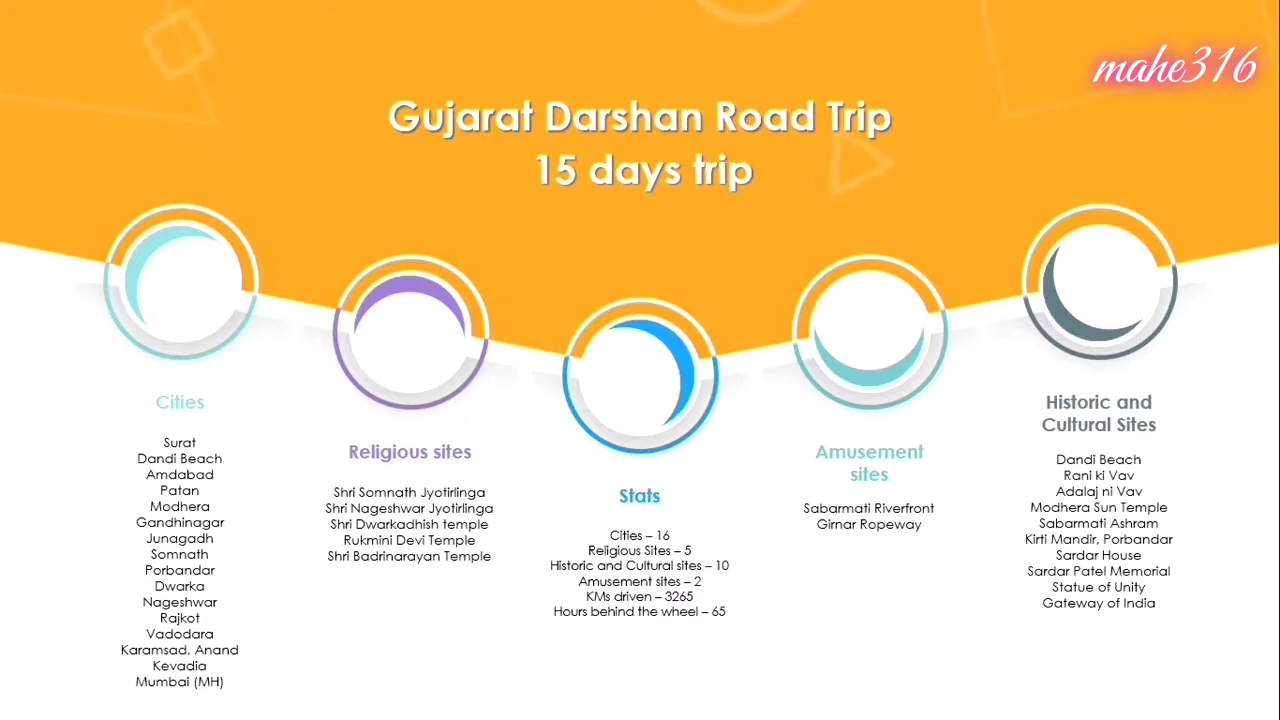 mahe316
Gujarat Darshan Road Trip
15 days trip
Cities
Surat
Dandi Beach
Amdabad
Patan
Modhera
Gandhinagar
Junagadh
Somnath
Porbandar
Dwarka
Nageshwar
Rajkot
Vadodara
Karamsad, Anand
Kevadia
Mumbai (MH)
Religious sites
Shri Somnath Jyotirlinga
Shri Nageshwar Jyotirlinga
Shri Dwarkadhish temple
Rukmini Devi Temple
Shri Badrinarayan Temple
Stats
Cities – 16
Religious Sites – 5
Historic and Cultural sites – 10
Amusement sites – 2
KMs driven – 3265
Hours behind the wheel – 65
Amusement
sites
Sabarmati Riverfront
Girnar Ropeway
Historic and
Cultural Sites
Dandi Beach
Rani ki Vav
Adalaj ni Vav
Modhera Sun Temple
Sabarmati Ashram
Kirti Mandir, Porbandar
Sardar House
Sardar Patel Memorial
Statue of Unity
Gateway of India